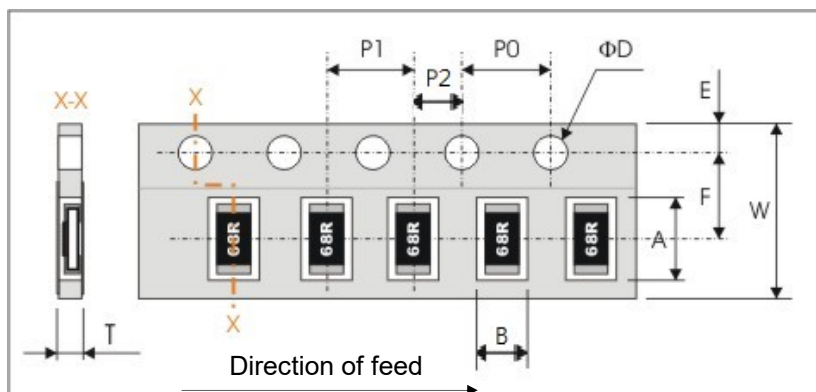 P1 P0 ΦD
P2 E
X-X X
F W
68R 68R 68R 68R 68R A
X
T B
Direction of feed